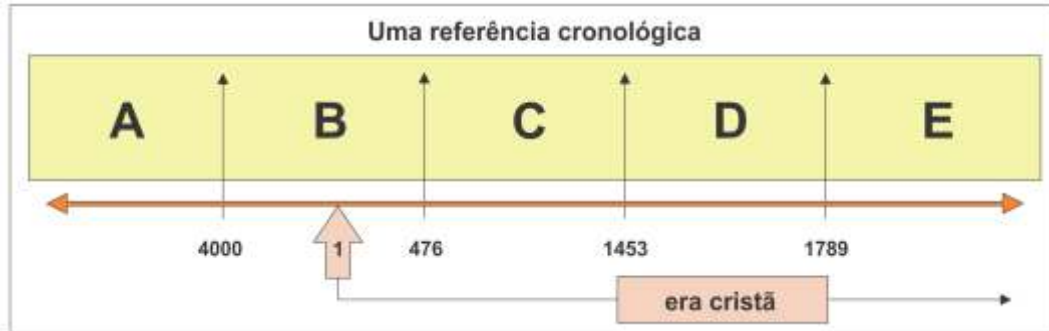 Uma referência cronológica
A B C D E
4000 1 476 1453 1789
era cristã